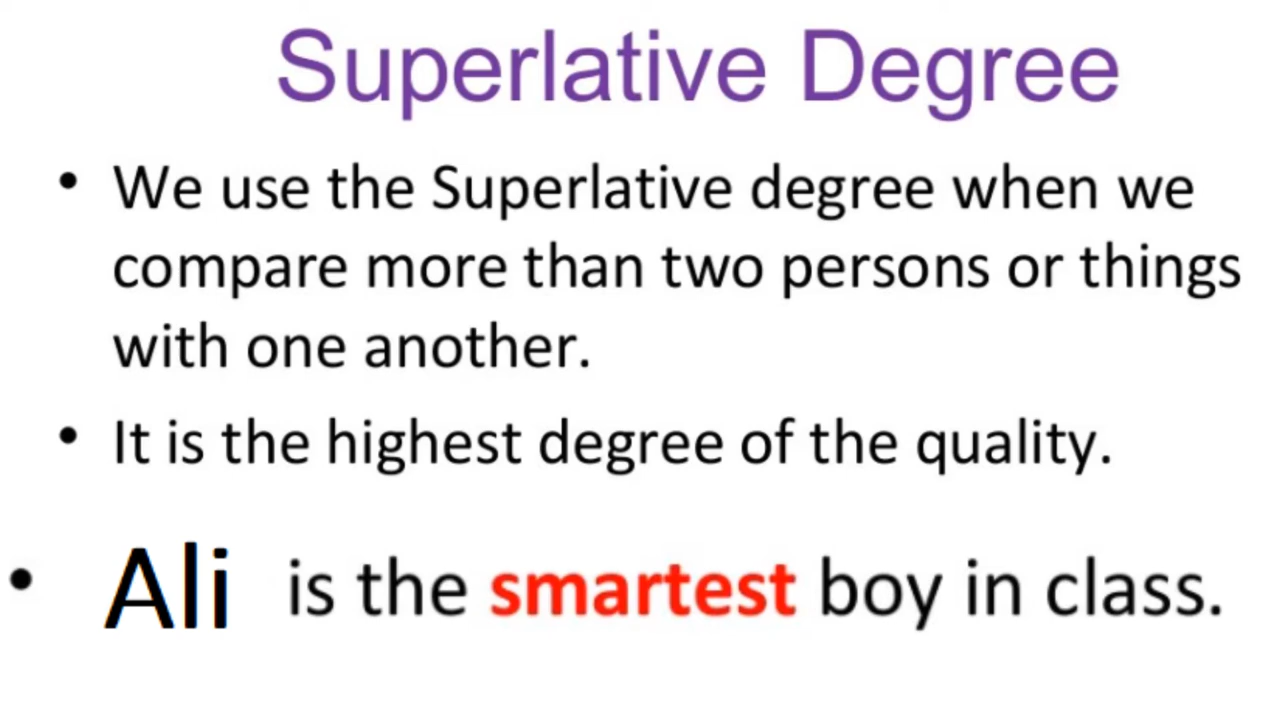 Superlative Degree
• We use the Superlative degree when we
compare more than two persons or things
with one another.
• It is the highest degree of the quality.
• Ali is the smartest boy in class.